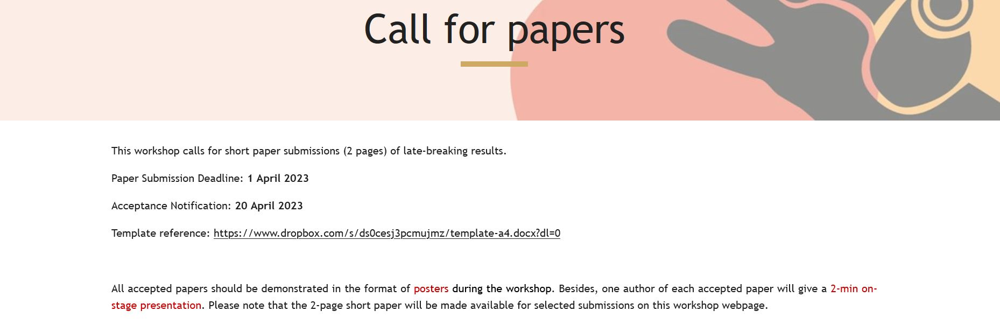 Call for papers
This workshop calls for short paper submissions (2 pages) of late-breaking results.
Paper Submission Deadline: 1 April 2023
Acceptance Notification: 20 April 2023
Template reference: https://www.dropbox.com/s/ds0cesj3pcmujmz/template-a4.docx?dl=0
All accepted papers should be demonstrated in the format of posters during the workshop. Besides, one author of each accepted paper will give a 2-min on-
stage presentation. Please note that the 2-page short paper will be made available for selected submissions on this workshop webpage.